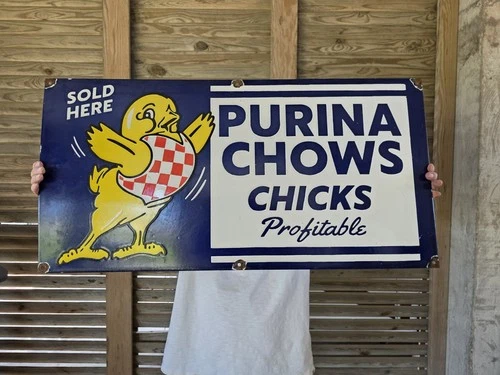 SOLD
HERE
PURINA
CHOWS
CHICKS
Profitable